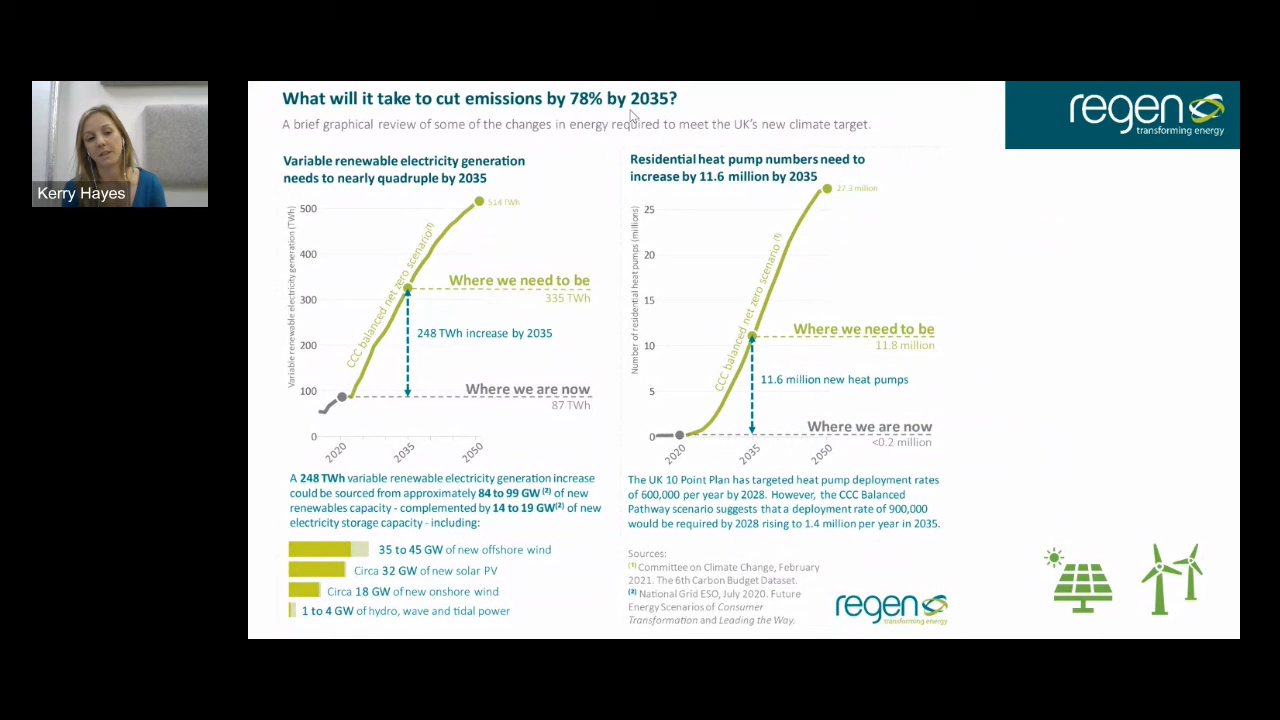 Kerry Hayes
What will it take to cut emissions by 78% by 2035?
A brief graphical review of some of the changes in energy required to meet the UK's new climate target.
regen
transforming energy
Variable renewable electricity generation
needs to nearly quadruple by 2035
Variable renewable electricity generation (TWh)
500
400
300
200
100
0
2020
2035
2050
514 TWh
CCC balanced net zero scenario(1)
Where we need to be
335 TWh
248 TWh increase by 2035
Where we are now
87 TWh
A 248 TWh variable renewable electricity generation increase
could be sourced from approximately 84 to 99 GW (2) of new
renewables capacity - complemented by 14 to 19 GW(2) of new
electricity storage capacity - including:
35 to 45 GW of new offshore wind
Circa 32 GW of new solar PV
Circa 18 GW of new onshore wind
1 to 4 GW of hydro, wave and tidal power
Residential heat pump numbers need to
increase by 11.6 million by 2035
Number of residential heat pumps (millions)
25
20
15
10
5
0
2020
2035
2050
27.3 million
CCC balanced net zero scenario (1)
Where we need to be
11.8 million
11.6 million new heat pumps
Where we are now
<0.2 million
The UK 10 Point Plan has targeted heat pump deployment rates
of 600,000 per year by 2028. However, the CCC Balanced
Pathway scenario suggests that a deployment rate of 900,000
would be required by 2028 rising to 1.4 million per year in 2035.
Sources:
(1) Committee on Climate Change, February
2021. The 6th Carbon Budget Dataset.
(2) National Grid ESO, July 2020. Future
Energy Scenarios of Consumer
Transformation and Leading the Way.
regen
transforming energy